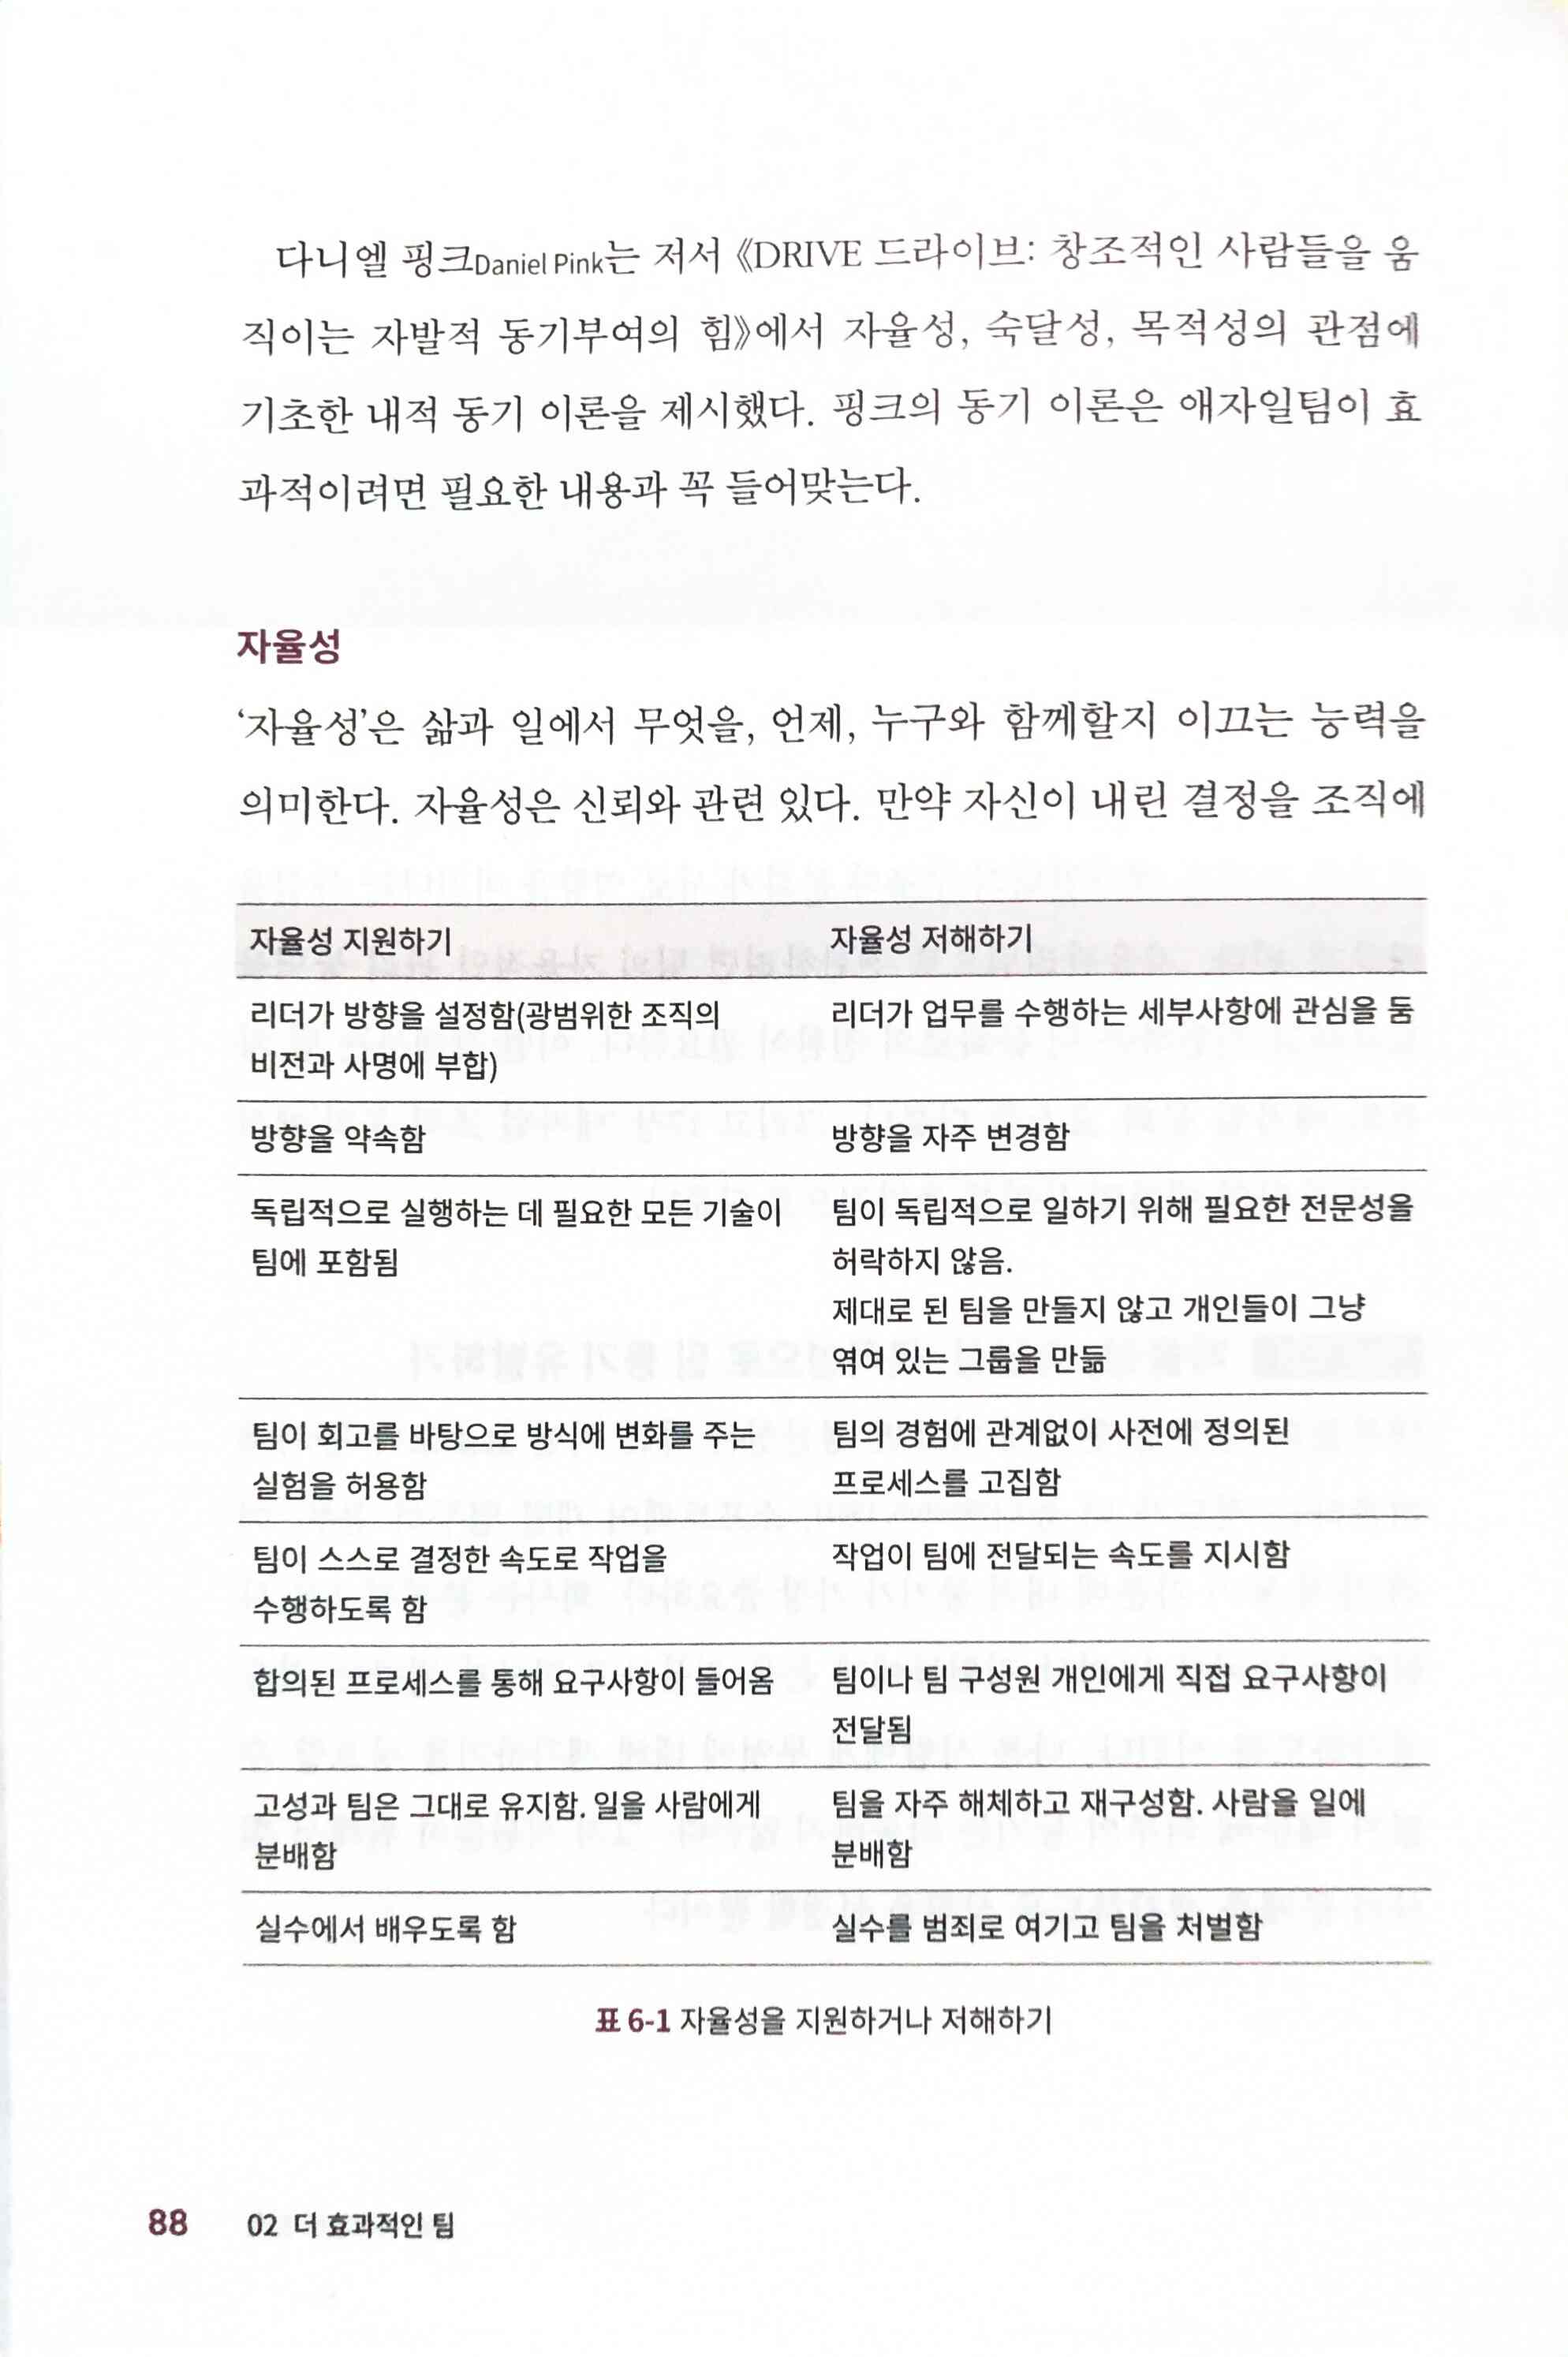 다니엘 핑크Daniel Pink는 저서 《DRIVE 드라이브: 창조적인 사람들을 움
직이는 자발적 동기부여의 힘》에서 자율성, 숙달성, 목적성의 관점에
기초한 내적 동기 이론을 제시했다. 핑크의 동기 이론은 애자일팀이 효
과적이려면 필요한 내용과 꼭 들어맞는다.
자율성
‘자율성’은 삶과 일에서 무엇을, 언제, 누구와 함께할지 이끄는 능력을
의미한다. 자율성은 신뢰와 관련 있다. 만약 자신이 내린 결정을 조직에
자율성 지원하기
자율성 저해하기
리더가 방향을 설정함(광범위한 조직의
비전과 사명에 부합)
리더가 업무를 수행하는 세부사항에 관심을 둠
방향을 약속함
방향을 자주 변경함
독립적으로 실행하는 데 필요한 모든 기술이
팀에 포함됨
팀이 독립적으로 일하기 위해 필요한 전문성을
허락하지 않음.
제대로 된 팀을 만들지 않고 개인들이 그냥
엮여 있는 그룹을 만듦
팀이 회고를 바탕으로 방식에 변화를 주는
실험을 허용함
팀의 경험에 관계없이 사전에 정의된
프로세스를 고집함
팀이 스스로 결정한 속도로 작업을
수행하도록 함
작업이 팀에 전달되는 속도를 지시함
합의된 프로세스를 통해 요구사항이 들어옴
팀이나 팀 구성원 개인에게 직접 요구사항이
전달됨
고성과 팀은 그대로 유지함. 일을 사람에게
분배함
팀을 자주 해체하고 재구성함. 사람을 일에
분배함
실수에서 배우도록 함
실수를 범죄로 여기고 팀을 처벌함
표 6-1 자율성을 지원하거나 저해하기
88 02 더 효과적인 팀